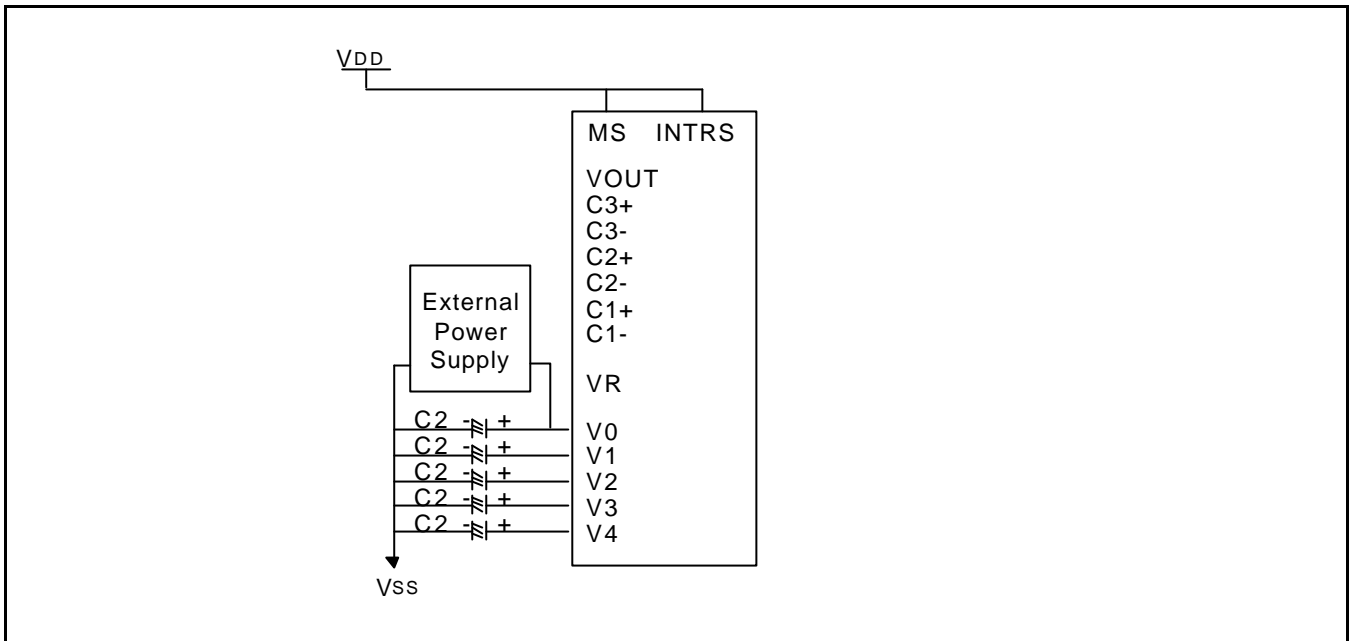 VDD
MS INTRS
VOUT
C3+
C3-
C2+
C2-
C1+
C1-
VR
External
Power
Supply
C2 - + V0
C2 - + V1
C2 - + V2
C2 - + V3
C2 - + V4
VSS